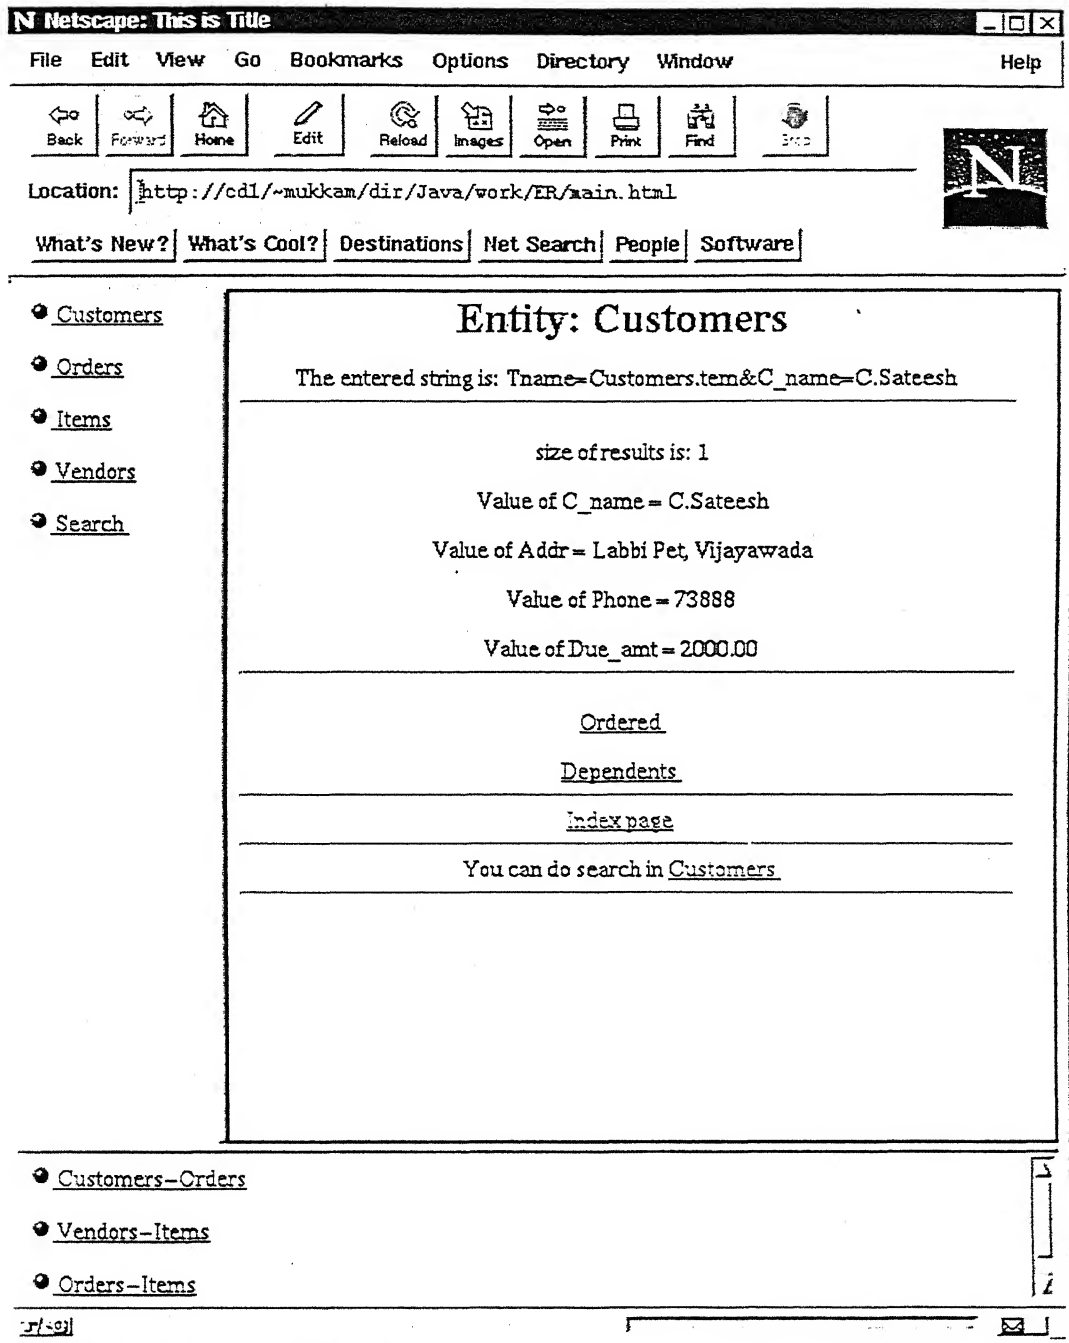 N Netscape: This is Title
File Edit View Go Bookmarks Options Directory Window Help
Back Forward Home Edit Reload Images Open Print Find Stop
N
Location: http://cd1/~mukkam/dir/Java/work/ER/main.html
What's New? What's Cool? Destinations Net Search People Software
Customers
Orders
Items
Vendors
Search
Entity: Customers
The entered string is: Tname=Customers.tem&C_name=C.Sateesh
size of results is: 1
Value of C_name = C.Sateesh
Value of Addr = Labbi Pet, Vijayawada
Value of Phone = 73888
Value of Due_amt = 2000.00
Ordered
Dependents
Index page
You can do search in Customers
Customers-Orders
Vendors-Items
Orders-Items